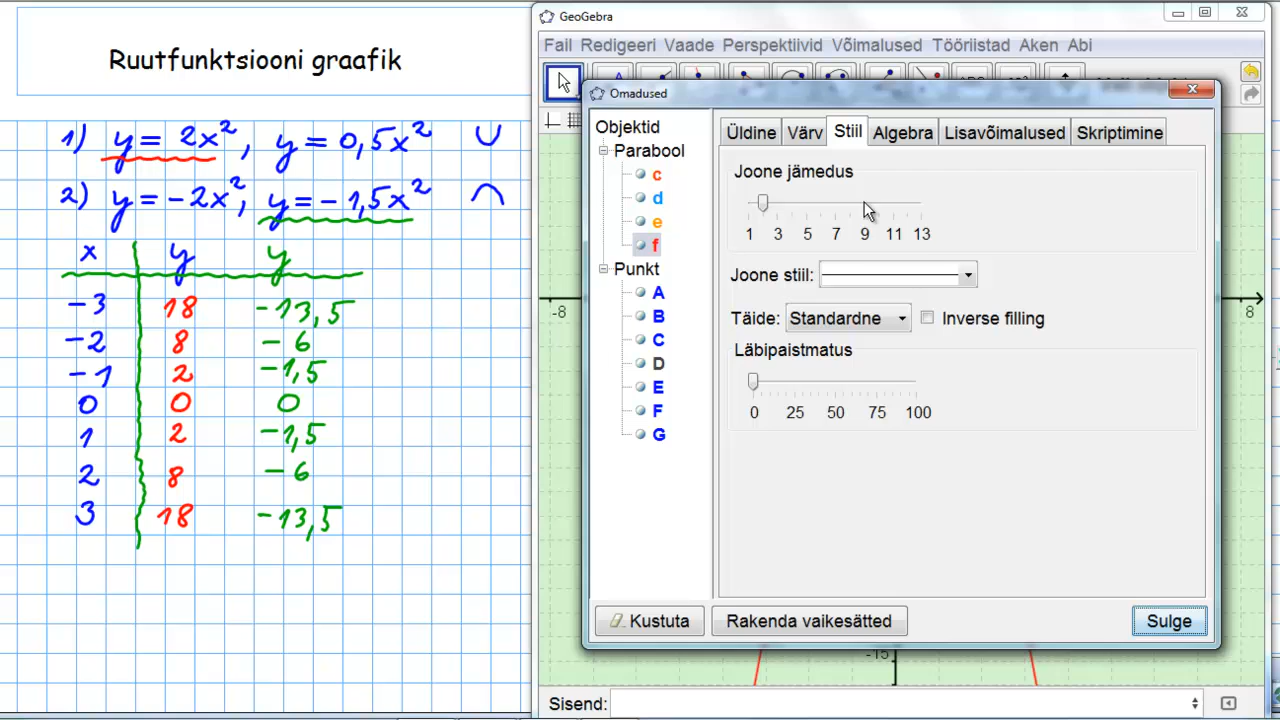 Ruutfunktsiooni graafik
1) y = 2x², y = 0,5x² ∪
2) y = -2x², y = -1,5x² ∩
x y y
-3 18 -13,5
-2 8 -6
-1 2 -1,5
0 0 0
1 2 -1,5
2 8 -6
3 18 -13,5
GeoGebra
Fail Redigeeri Vaade Perspektiivid Võimalused Tööriistad Aken Abi
Omadused
Objektid
Parabool
c
d
e
f
Punkt
A
B
C
D
E
F
G
Üldine Värv Stiil Algebra Lisavõimalused Skriptimine
Joone jämedus
1 3 5 7 9 11 13
Joone stiil:
Täide: Standardne Inverse filling
Läbipaistmatus
0 25 50 75 100
Kustuta Rakenda vaikesätted Sulge
-8 8
-15
Sisend: